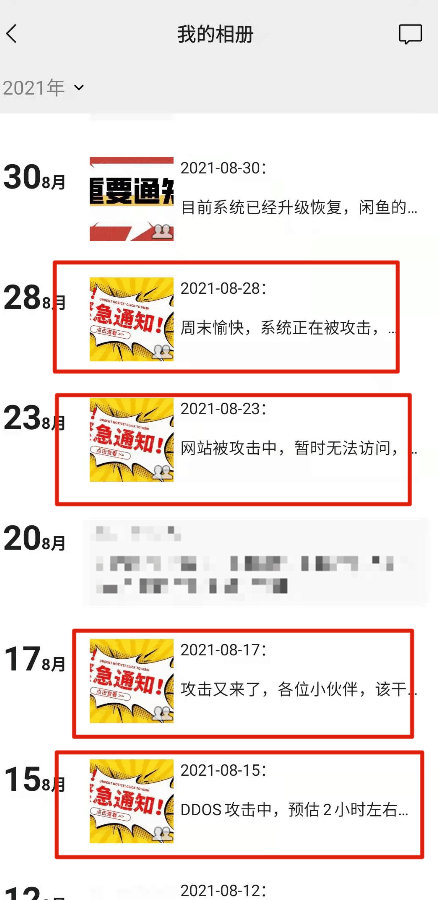 我的相册
2021年
30 8月
重要通知
2021-08-30：
目前系统已经升级恢复，闲鱼的...
28 8月
急通知！
2021-08-28：
周末愉快，系统正在被攻击，...
23 8月
急通知！
2021-08-23：
网站被攻击中，暂时无法访问，...
20 8月
17 8月
急通知！
2021-08-17：
攻击又来了，各位小伙伴，该干...
15 8月
急通知！
2021-08-15：
DDOS 攻击中，预估 2 小时左右...
12
2021-08-12：